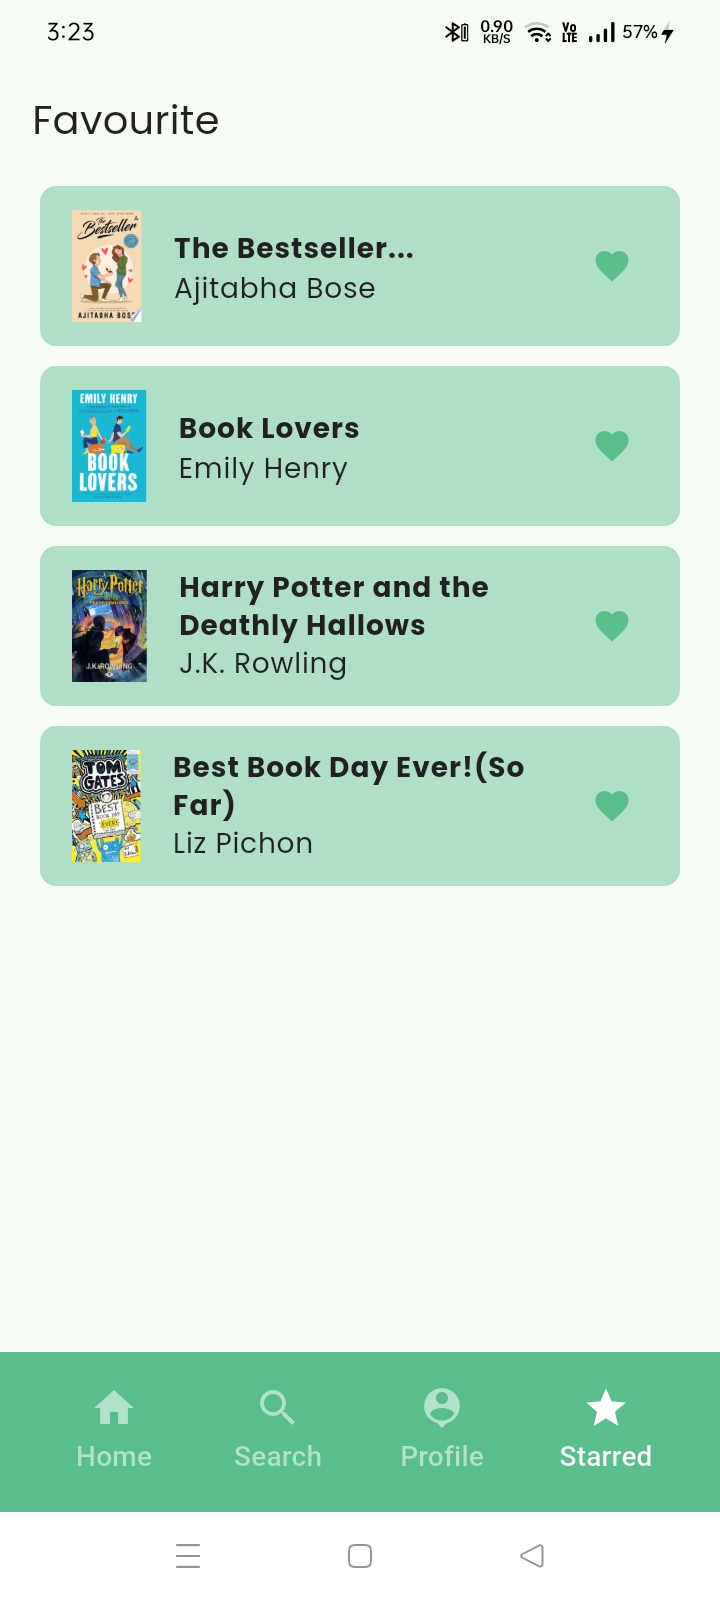 3:23
0.90
KB/S
Vo
LTE
57%
Favourite
The
Bestseller
AJITABHA BOSE
The Bestseller...
Ajitabha Bose
EMILY HENRY
BOOK
LOVERS
Book Lovers
Emily Henry
Harry Potter
J.K. ROWLING
Harry Potter and the
Deathly Hallows
J.K. Rowling
TOM
GATES
BEST
BOOK DAY
EVER!
Best Book Day Ever!(So
Far)
Liz Pichon
Home
Search
Profile
Starred